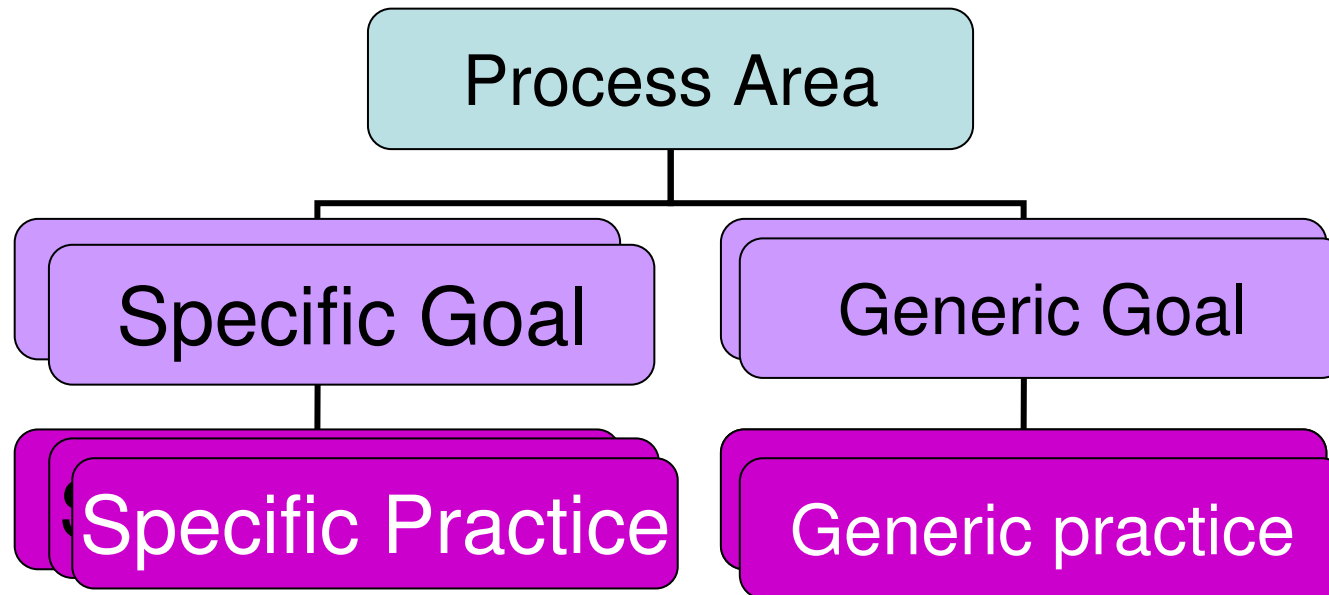 Process Area
Specific Goal
Generic Goal
Specific Practice
Generic practice